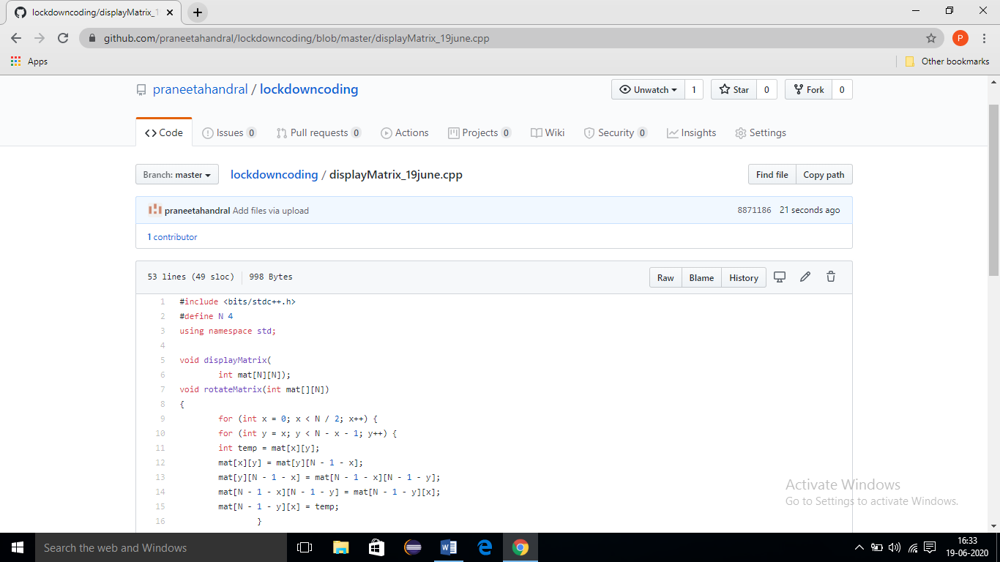 lockdowncoding/displayMatrix_1
github.com/praneetahandral/lockdowncoding/blob/master/displayMatrix_19june.cpp
P
Apps
Other bookmarks
praneetahandral / lockdowncoding
Unwatch 1
Star 0
Fork 0
Code
Issues 0
Pull requests 0
Actions
Projects 0
Wiki
Security 0
Insights
Settings
Branch: master
lockdowncoding / displayMatrix_19june.cpp
Find file
Copy path
praneetahandral Add files via upload
8871186 21 seconds ago
1 contributor
53 lines (49 sloc) 998 Bytes
Raw
Blame
History
1 #include <bits/stdc++.h>
2 #define N 4
3 using namespace std;
4
5 void displayMatrix(
6 int mat[N][N]);
7 void rotateMatrix(int mat[][N])
8 {
9 for (int x = 0; x < N / 2; x++) {
10 for (int y = x; y < N - x - 1; y++) {
11 int temp = mat[x][y];
12 mat[x][y] = mat[y][N - 1 - x];
13 mat[y][N - 1 - x] = mat[N - 1 - x][N - 1 - y];
14 mat[N - 1 - x][N - 1 - y] = mat[N - 1 - y][x];
15 mat[N - 1 - y][x] = temp;
16 }
Activate Windows
Go to Settings to activate Windows.
Search the web and Windows
16:33
19-06-2020